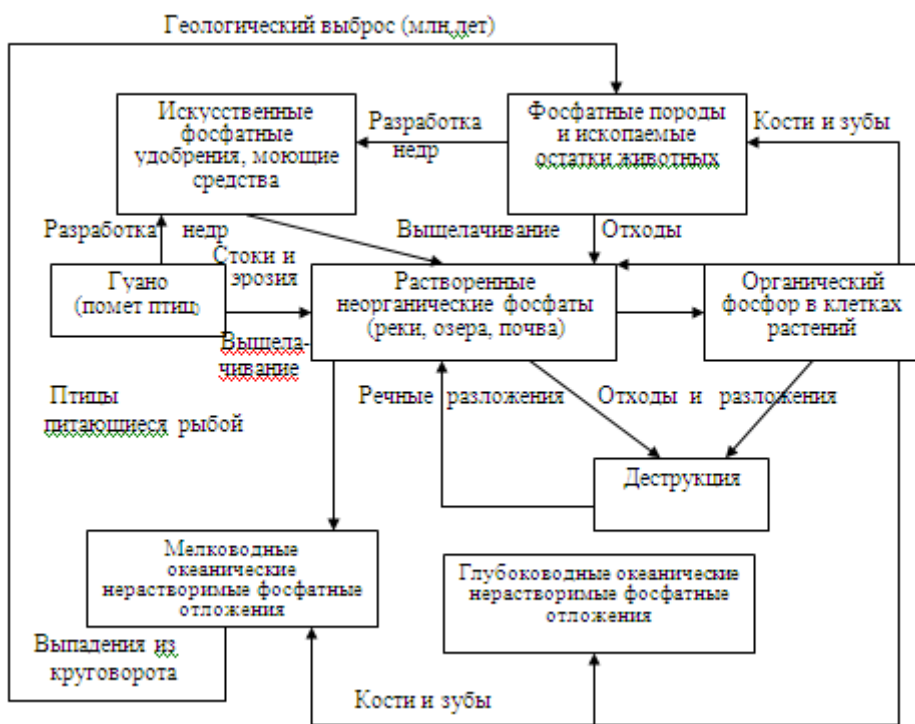 Геологический выброс (млн.лет)
Искусственные
фосфатные
удобрения, моющие
средства
Разработка
недр
Фосфатные породы
и ископаемые
остатки животных
Кости и зубы
Разработка недр
Выщелачивание
Отходы
Стоки и
эрозия
Гуано
(помет птиц)
Растворенные
неорганические фосфаты
(реки, озера, почва)
Органический
фосфор в клетках
растений
Выщела-
чивание
Птицы
питающиеся рыбой
Речные разложения
Отходы и разложения
Деструкция
Мелководные
океанические
нерастворимые фосфатные
отложения
Глубоководные океанические
нерастворимые фосфатные
отложения
Выпадения из
круговорота
Кости и зубы